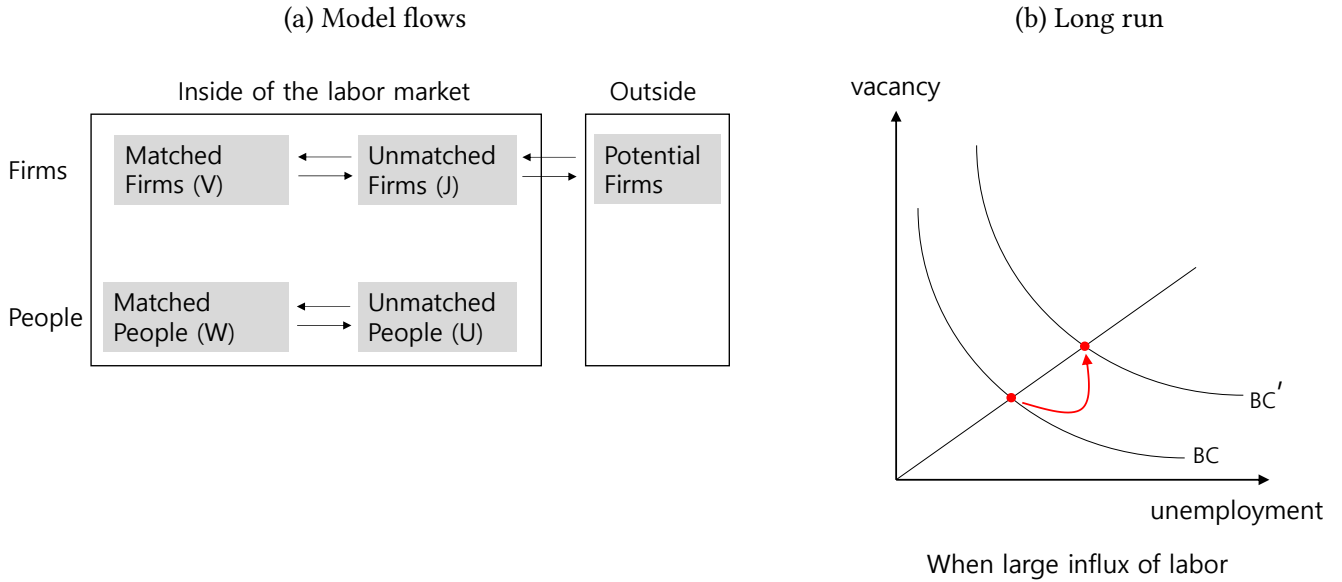 (a) Model flows
Inside of the labor market
Outside
Firms
Matched
Firms (V)
Unmatched
Firms (J)
Potential
Firms
People
Matched
People (W)
Unmatched
People (U)
(b) Long run
vacancy
BC'
BC
unemployment
When large influx of labor